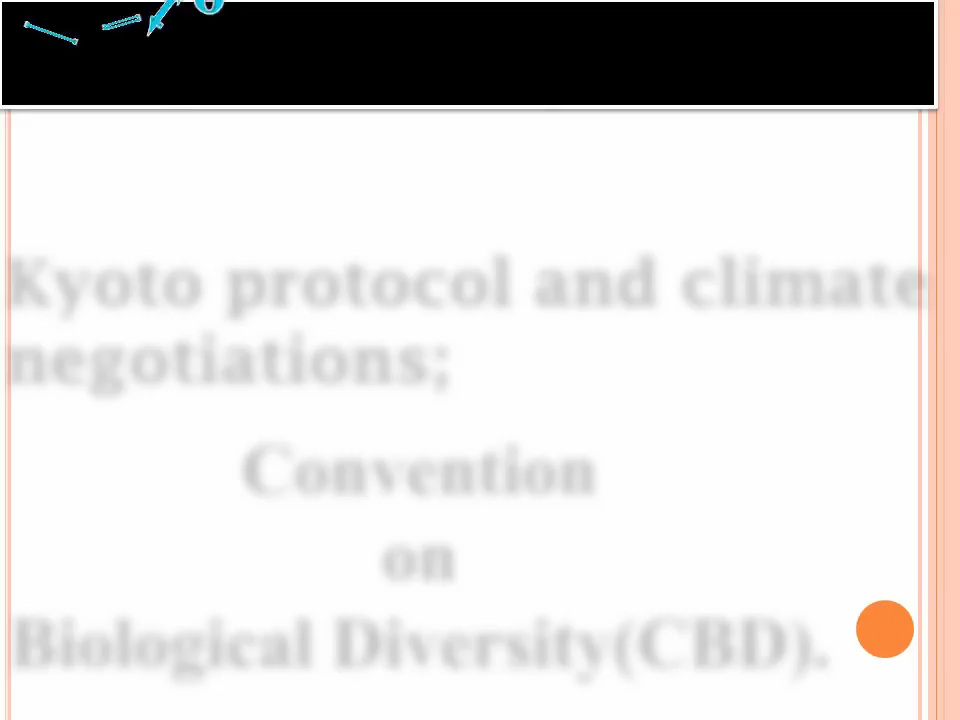 Kyoto protocol and climate
negotiations;
Convention
on
Biological Diversity(CBD).